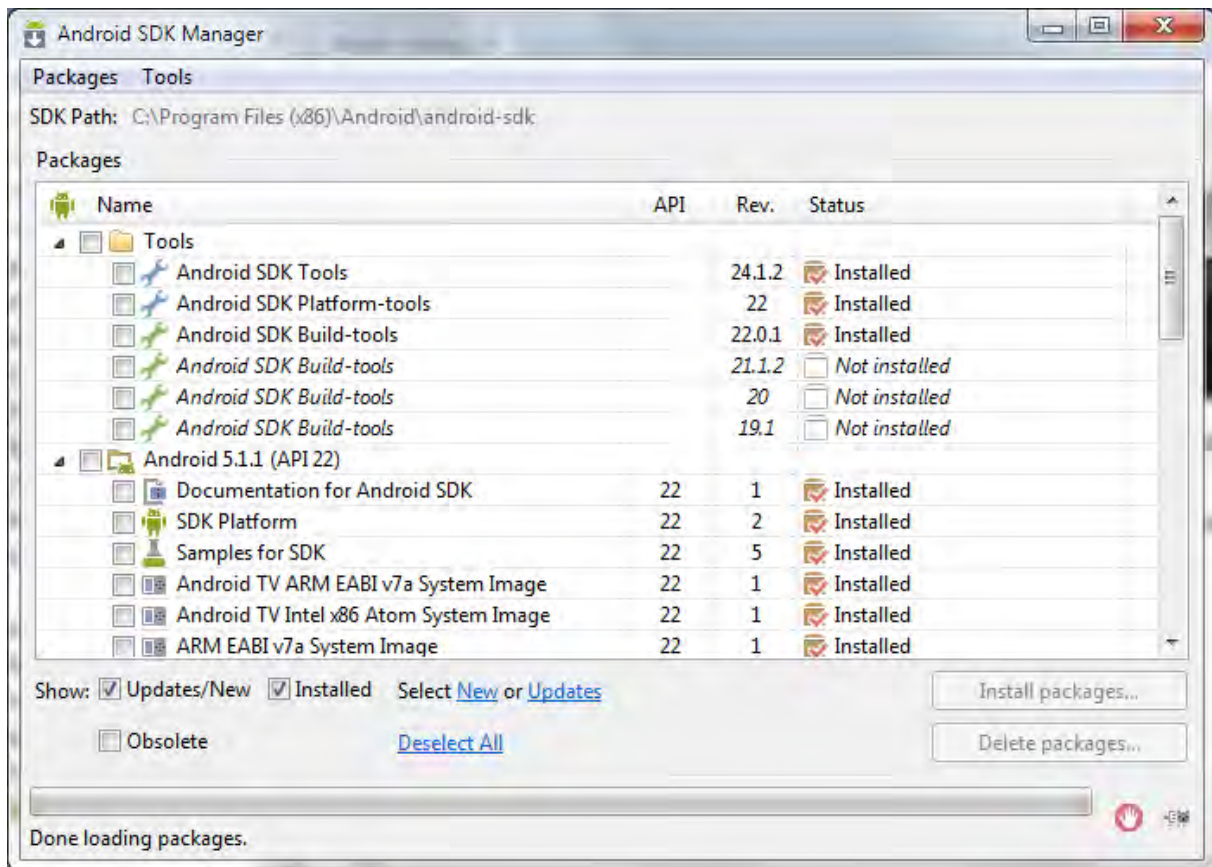 Android SDK Manager
Packages Tools
SDK Path: C:\Program Files (x86)\Android\android-sdk
Packages
Name API Rev. Status
Tools
Android SDK Tools 24.1.2 Installed
Android SDK Platform-tools 22 Installed
Android SDK Build-tools 22.0.1 Installed
Android SDK Build-tools 21.1.2 Not installed
Android SDK Build-tools 20 Not installed
Android SDK Build-tools 19.1 Not installed
Android 5.1.1 (API 22)
Documentation for Android SDK 22 1 Installed
SDK Platform 22 2 Installed
Samples for SDK 22 5 Installed
Android TV ARM EABI v7a System Image 22 1 Installed
Android TV Intel x86 Atom System Image 22 1 Installed
ARM EABI v7a System Image 22 1 Installed
Show: Updates/New Installed Select New or Updates Install packages...
Obsolete Deselect All Delete packages...
Done loading packages.